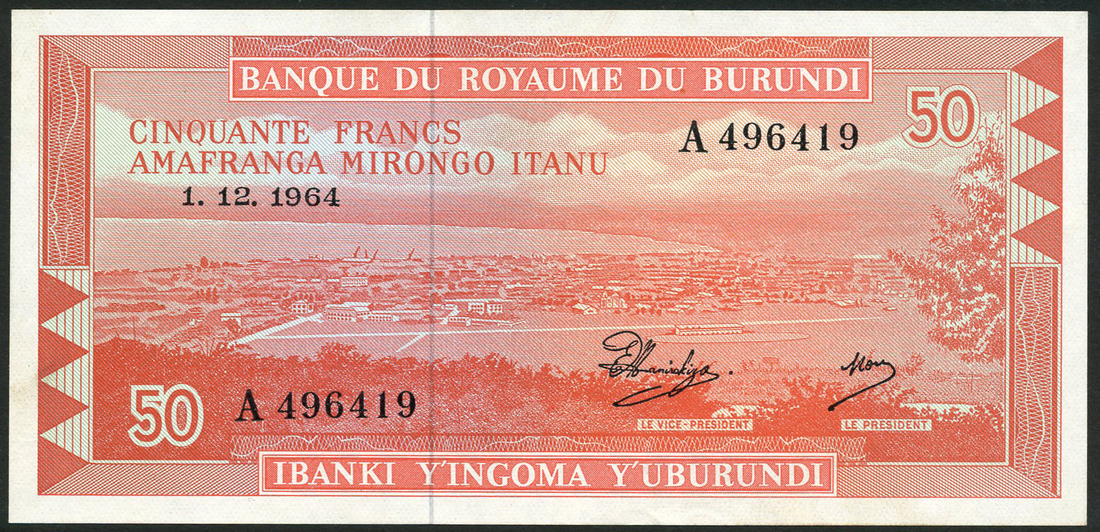 BANQUE DU ROYAUME DU BURUNDI
50
CINQUANTE FRANCS
A 496419
AMAFRANGA MIRONGO ITANU
1. 12. 1964
50
A 496419
LE VICE-PRESIDENT
LE PRESIDENT
IBANKI Y'INGOMA Y'UBURUNDI